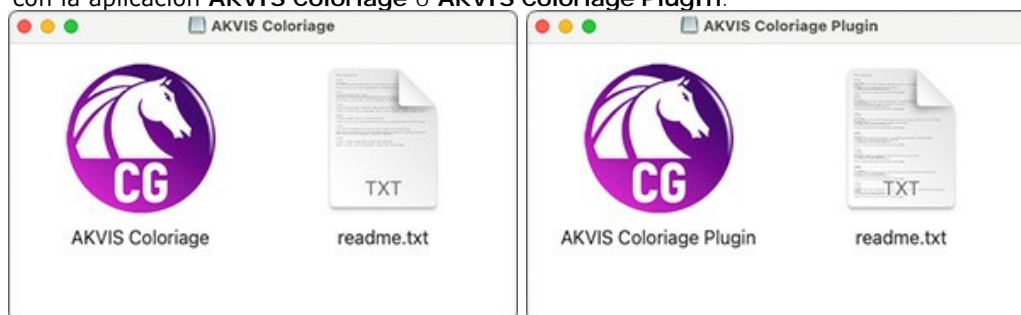 con la aplicación AKVIS Coloriage o AKVIS Coloriage Plugin.
AKVIS Coloriage
CG
TXT
AKVIS Coloriage
readme.txt
AKVIS Coloriage Plugin
CG
TXT
AKVIS Coloriage Plugin
readme.txt